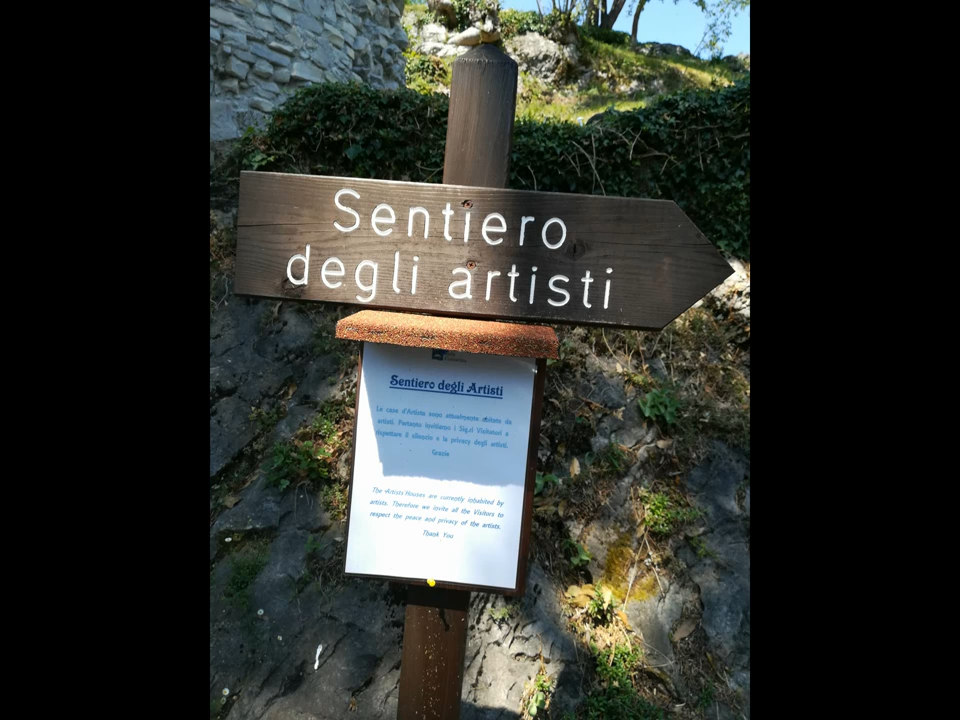 Sentiero
degli artisti
Sentiero degli Artisti
Le case d'Artista sono attualmente abitate da
artisti. Pertanto invitiamo i Sig.ri Visitatori a
rispettare il silenzio e la privacy degli artisti.
Grazie
The Artists Houses are currently inhabited by
artists. Therefore we invite all the Visitors to
respect the peace and privacy of the artists.
Thank You